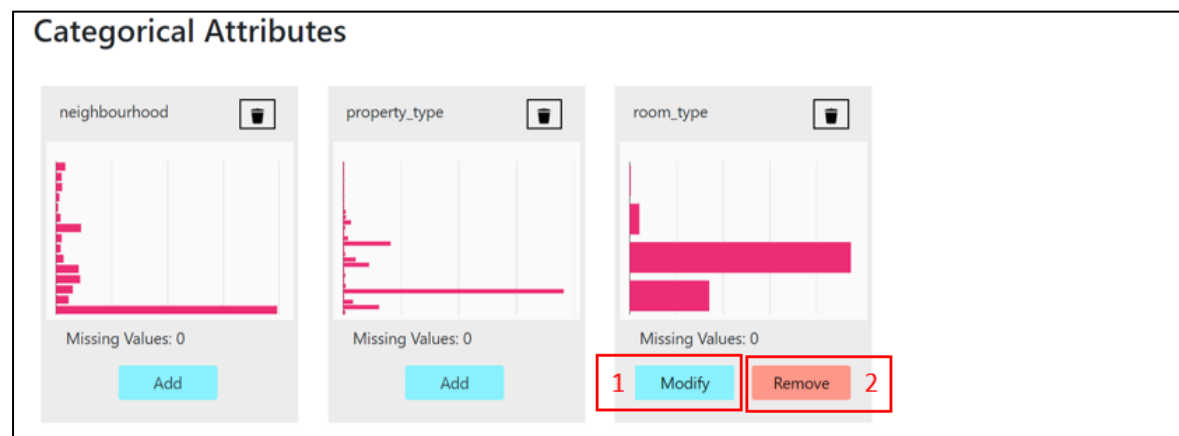 Categorical Attributes
neighbourhood
property_type
room_type
Missing Values: 0
Missing Values: 0
Missing Values: 0
Add
Add
1
Modify
Remove
2